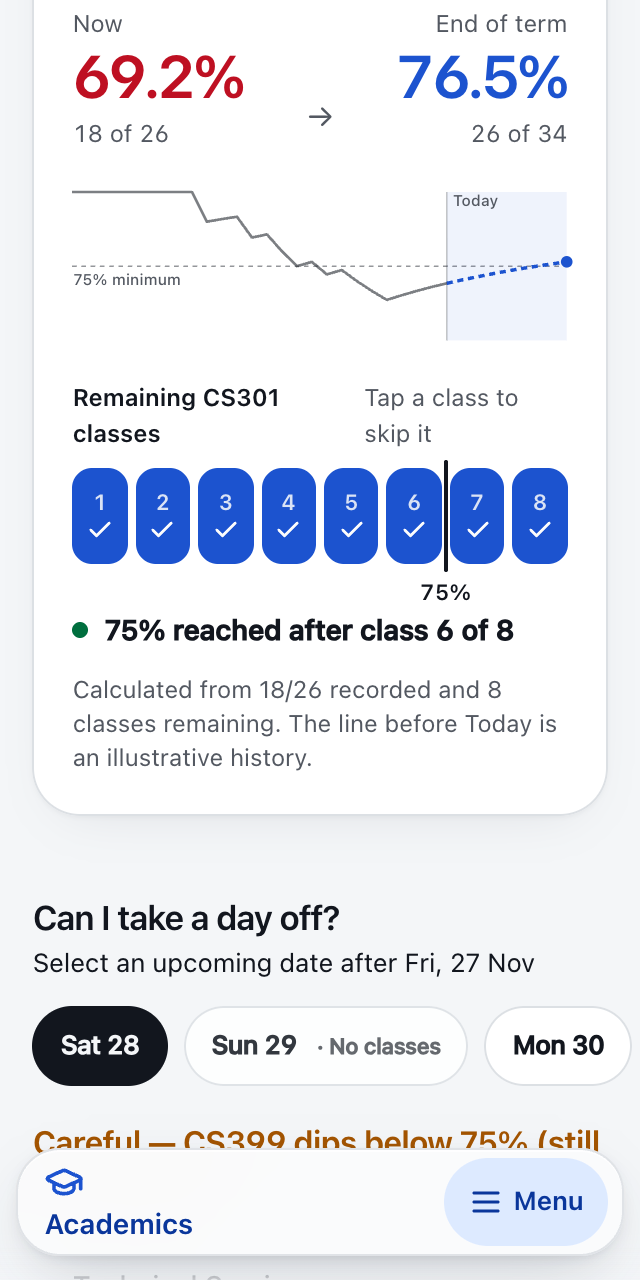 Now
End of term
69.2%
76.5%
→
18 of 26
26 of 34
Today
75% minimum
Remaining CS301 classes
Tap a class to skip it
1 2 3 4 5 6 7 8
75%
75% reached after class 6 of 8
Calculated from 18/26 recorded and 8
classes remaining. The line before Today is
an illustrative history.
Can I take a day off?
Select an upcoming date after Fri, 27 Nov
Sat 28
Sun 29 · No classes
Mon 30
Careful — CS399 dips below 75% (still
Academics
Menu